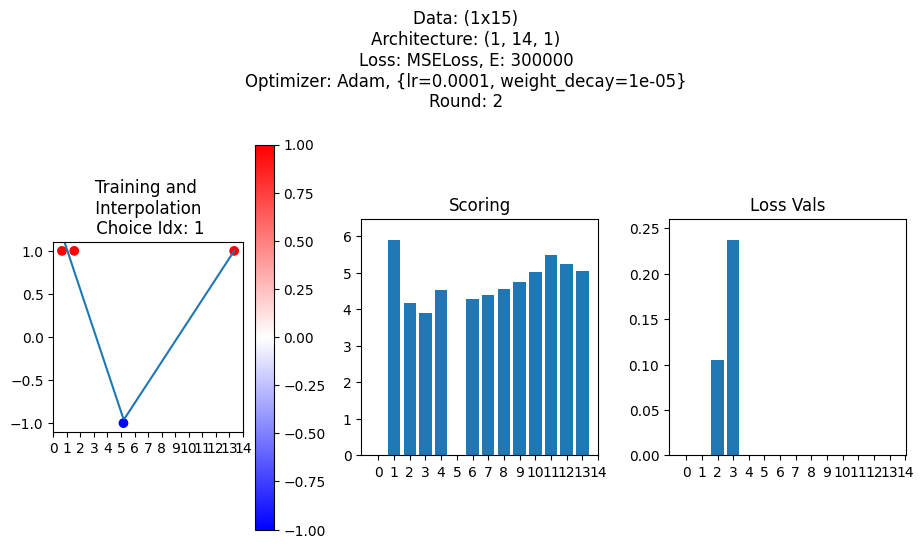 Data: (1x15)
Architecture: (1, 14, 1)
Loss: MSELoss, E: 300000
Optimizer: Adam, {lr=0.0001, weight_decay=1e-05}
Round: 2
Training and
Interpolation
Choice Idx: 1
1.0
0.5
0.0
−0.5
−1.0
0 1 2 3 4 5 6 7 8 9 10 11 12 13 14
1.00
0.75
0.50
0.25
0.00
−0.25
−0.50
−0.75
−1.00
Scoring
6
5
4
3
2
1
0
0 1 2 3 4 5 6 7 8 9 10 11 12 13 14
Loss Vals
0.25
0.20
0.15
0.10
0.05
0.00
0 1 2 3 4 5 6 7 8 9 10 11 12 13 14